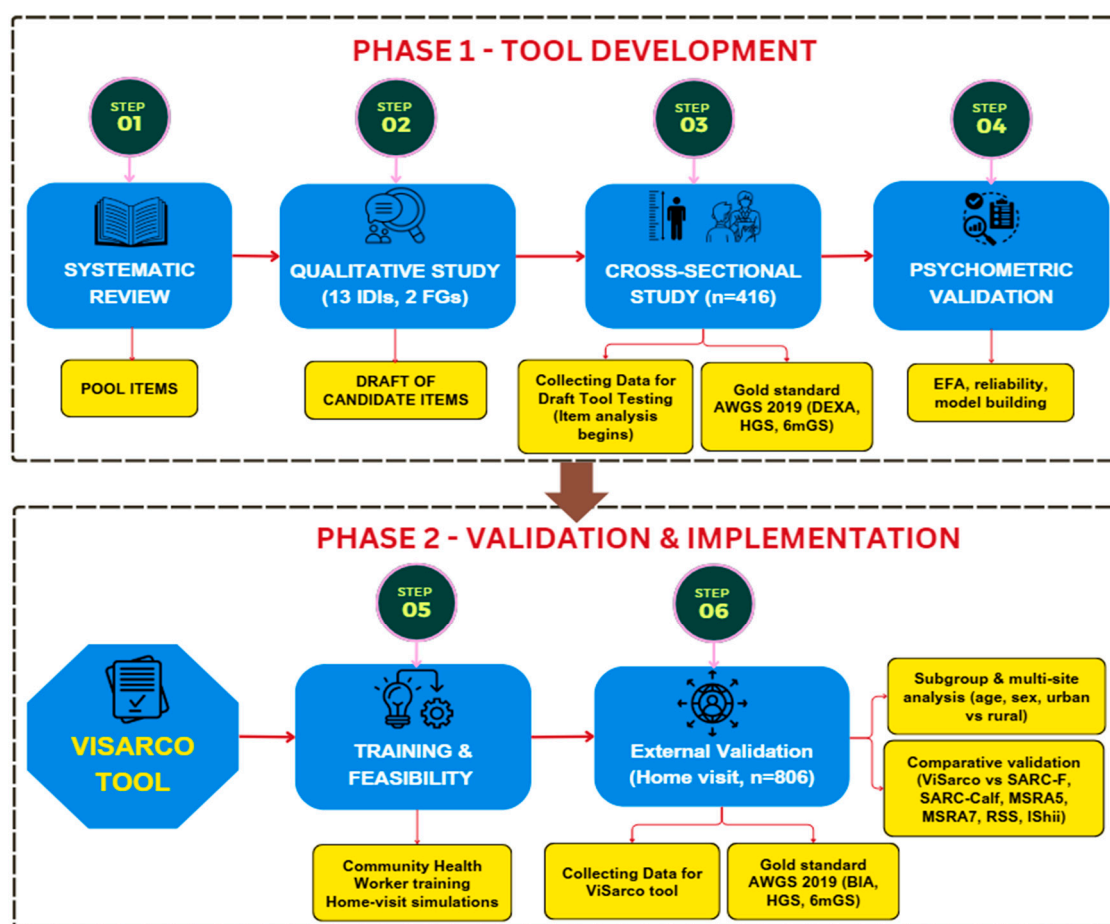 PHASE 1 - TOOL DEVELOPMENT
STEP
01
STEP
02
STEP
03
STEP
04
SYSTEMATIC
REVIEW
QUALITATIVE STUDY
(13 IDIs, 2 FGs)
CROSS-SECTIONAL
STUDY (n=416)
PSYCHOMETRIC
VALIDATION
POOL ITEMS
DRAFT OF
CANDIDATE ITEMS
Collecting Data for
Draft Tool Testing
(Item analysis
begins)
Gold standard
AWGS 2019 (DEXA,
HGS, 6mGS)
EFA, reliability,
model building
PHASE 2 - VALIDATION & IMPLEMENTATION
STEP
05
STEP
06
VISARCO
TOOL
TRAINING &
FEASIBILITY
External Validation
(Home visit, n=806)
Subgroup & multi-site
analysis (age, sex, urban
vs rural)
Comparative validation
(ViSarco vs SARC-F,
SARC-Calf, MSRA5,
MSRA7, RSS, IShii)
Community Health
Worker training
Home-visit simulations
Collecting Data for
ViSarco tool
Gold standard
AWGS 2019 (BIA,
HGS, 6mGS)